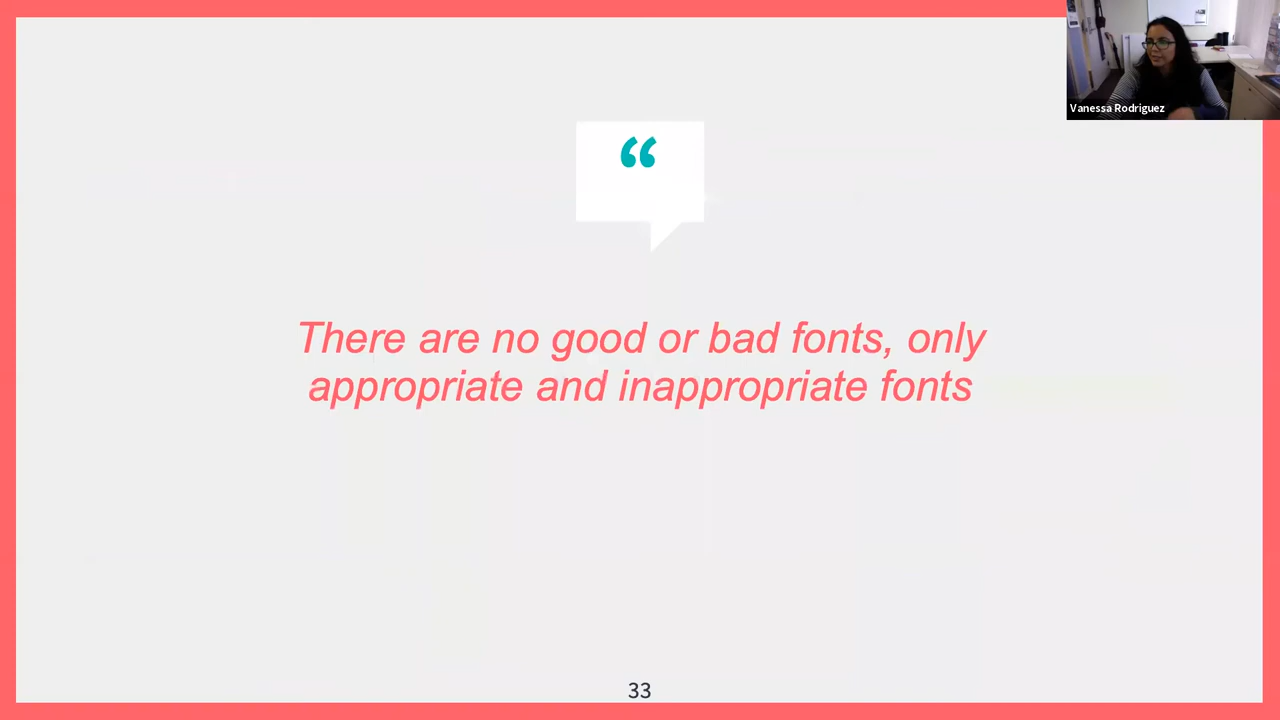 Vanessa Rodriguez
“
There are no good or bad fonts, only
appropriate and inappropriate fonts
33